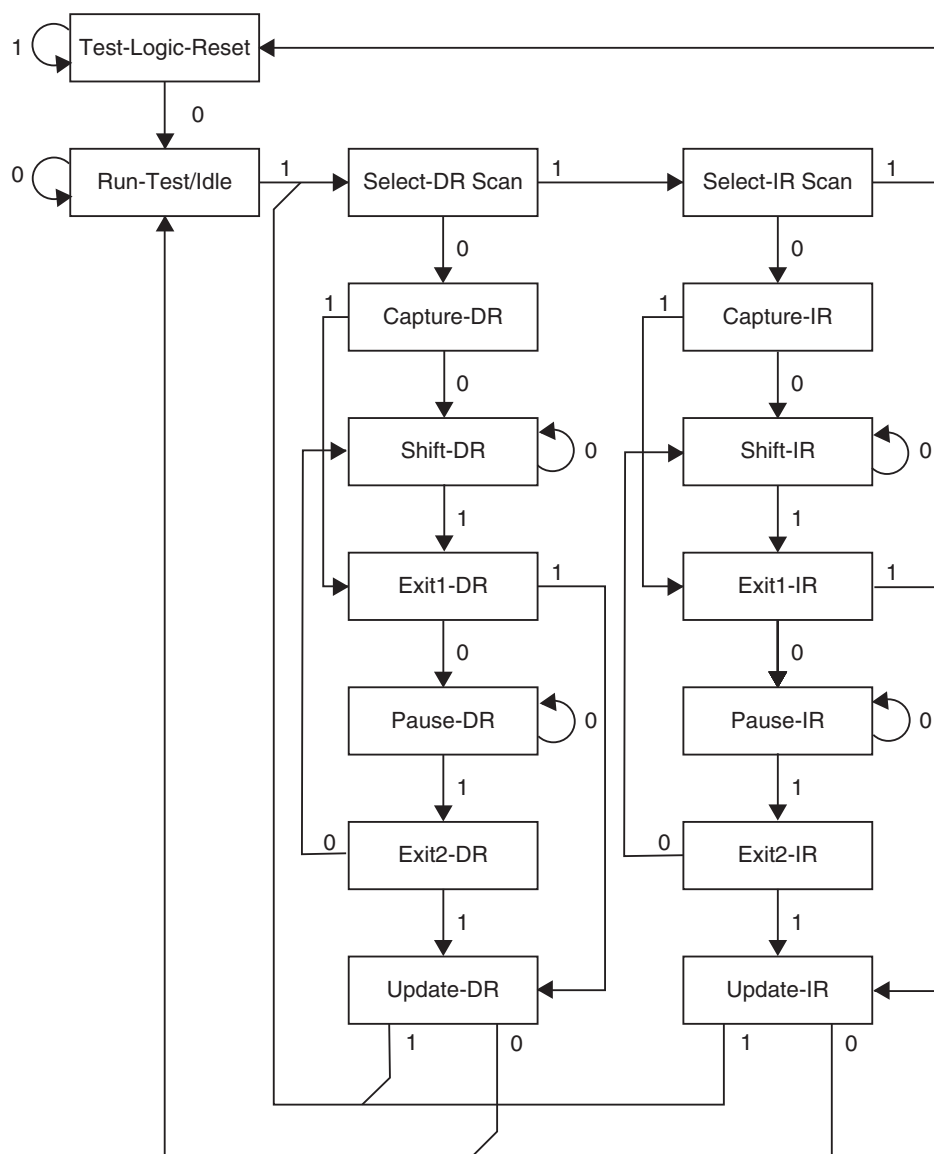 1 Test-Logic-Reset
0
0 Run-Test/Idle 1 Select-DR Scan 1 Select-IR Scan 1
0 0
1 Capture-DR 1 Capture-IR
0 0
Shift-DR 0 Shift-IR 0
1 1
Exit1-DR 1 Exit1-IR 1
0 0
Pause-DR 0 Pause-IR 0
1 1
0 Exit2-DR 0 Exit2-IR
1 1
Update-DR Update-IR
1 0 1 0